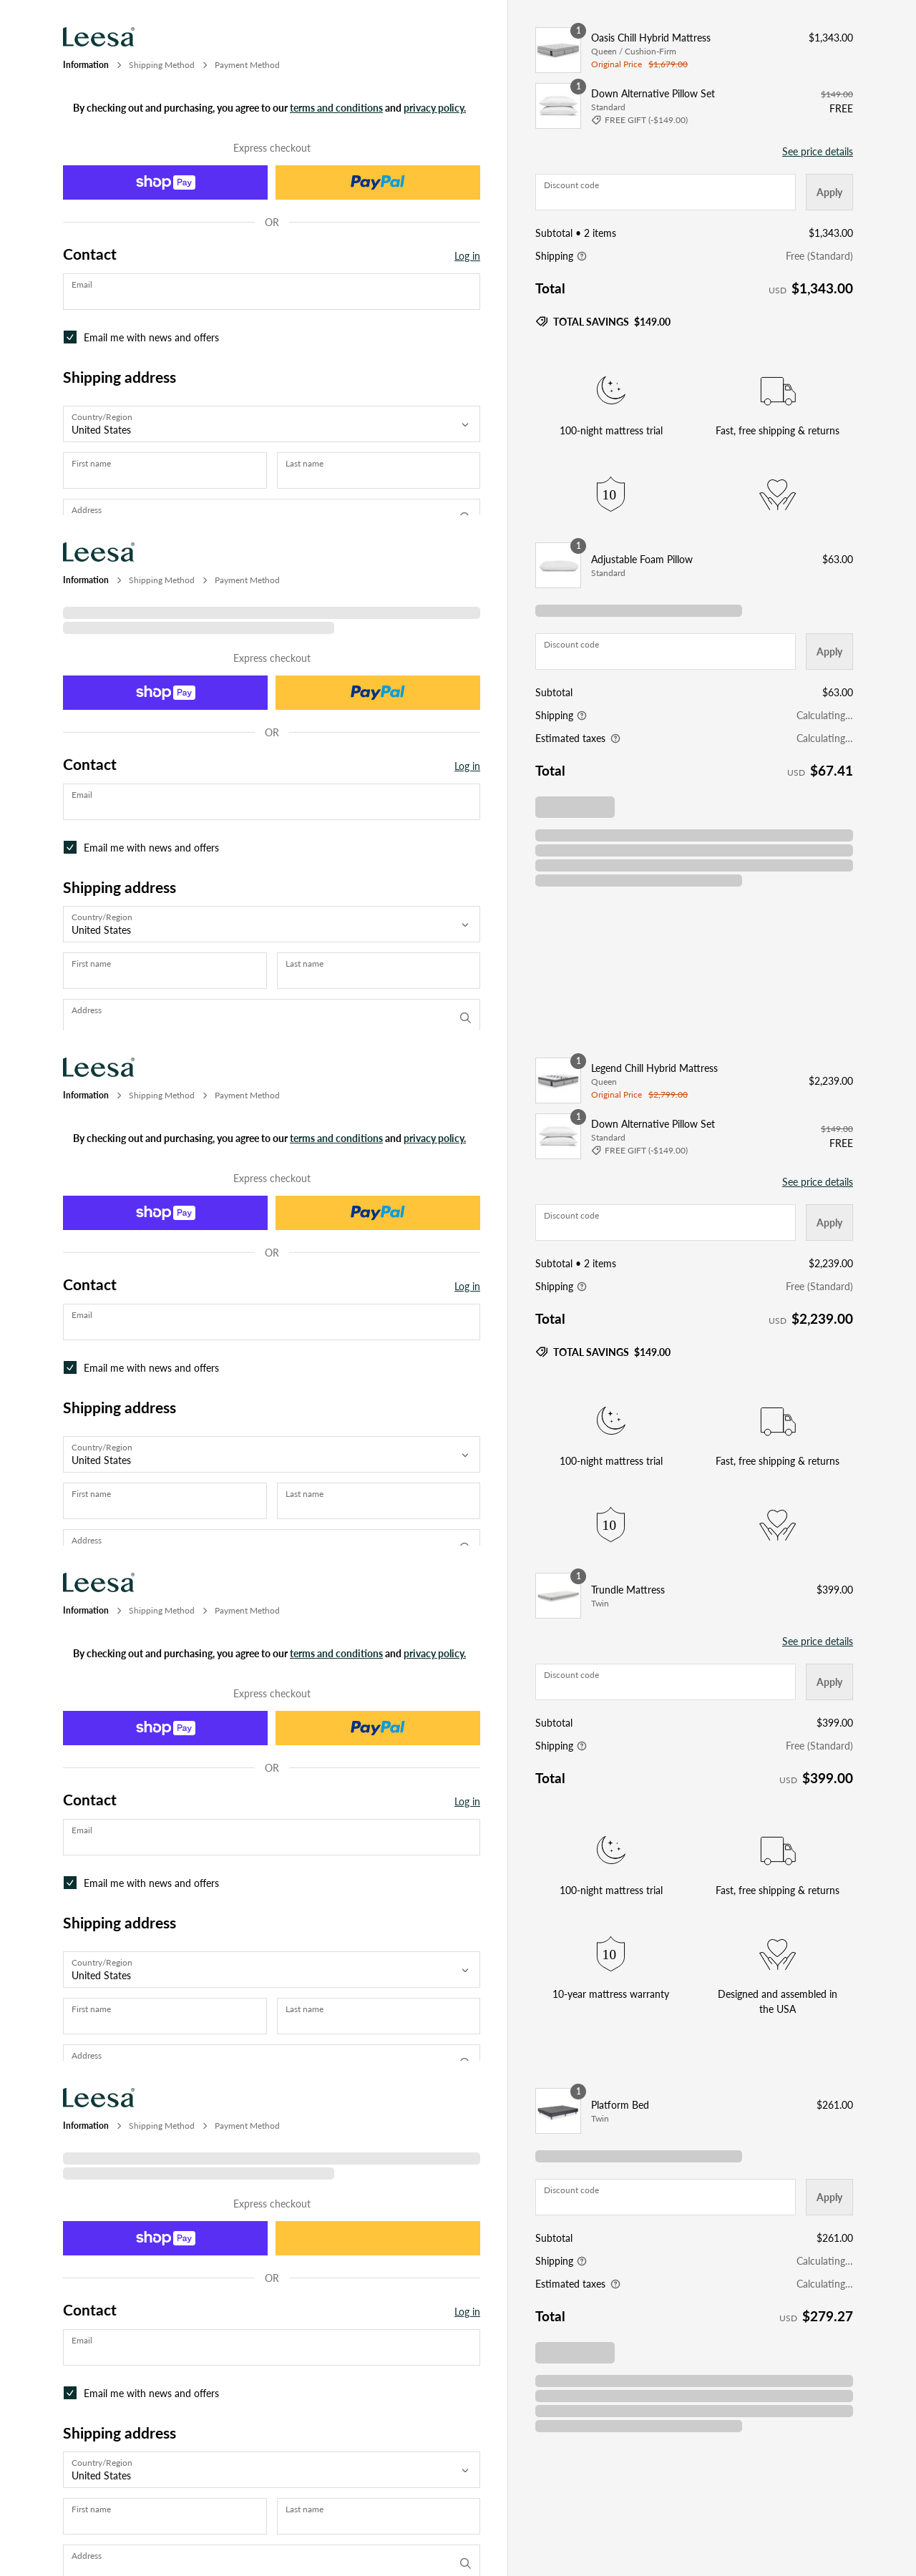 Leesa
Information > Shipping Method > Payment Method
By checking out and purchasing, you agree to our terms and conditions and privacy policy.
Express checkout
shop Pay
PayPal
OR
Contact
Log in
Email
Email me with news and offers
Shipping address
Country/Region
United States
First name
Last name
Address
1
Oasis Chill Hybrid Mattress
$1,343.00
Queen / Cushion-Firm
Original Price $1,679.00
1
Down Alternative Pillow Set
$149.00
Standard
FREE
FREE GIFT (-$149.00)
See price details
Discount code
Apply
Subtotal • 2 items
$1,343.00
Shipping
Free (Standard)
Total
USD $1,343.00
TOTAL SAVINGS $149.00
100-night mattress trial
Fast, free shipping & returns
10
Leesa
Information > Shipping Method > Payment Method
Express checkout
shop Pay
PayPal
OR
Contact
Log in
Email
Email me with news and offers
Shipping address
Country/Region
United States
First name
Last name
Address
1
Adjustable Foam Pillow
$63.00
Standard
Discount code
Apply
Subtotal
$63.00
Shipping
Calculating...
Estimated taxes
Calculating...
Total
USD $67.41
Leesa
Information > Shipping Method > Payment Method
By checking out and purchasing, you agree to our terms and conditions and privacy policy.
Express checkout
shop Pay
PayPal
OR
Contact
Log in
Email
Email me with news and offers
Shipping address
Country/Region
United States
First name
Last name
Address
1
Legend Chill Hybrid Mattress
$2,239.00
Queen
Original Price $2,799.00
1
Down Alternative Pillow Set
$149.00
Standard
FREE
FREE GIFT (-$149.00)
See price details
Discount code
Apply
Subtotal • 2 items
$2,239.00
Shipping
Free (Standard)
Total
USD $2,239.00
TOTAL SAVINGS $149.00
100-night mattress trial
Fast, free shipping & returns
10
Leesa
Information > Shipping Method > Payment Method
By checking out and purchasing, you agree to our terms and conditions and privacy policy.
Express checkout
shop Pay
PayPal
OR
Contact
Log in
Email
Email me with news and offers
Shipping address
Country/Region
United States
First name
Last name
Address
1
Trundle Mattress
$399.00
Twin
See price details
Discount code
Apply
Subtotal
$399.00
Shipping
Free (Standard)
Total
USD $399.00
100-night mattress trial
Fast, free shipping & returns
10
10-year mattress warranty
Designed and assembled in
the USA
Leesa
Information > Shipping Method > Payment Method
Express checkout
shop Pay
OR
Contact
Log in
Email
Email me with news and offers
Shipping address
Country/Region
United States
First name
Last name
Address
1
Platform Bed
$261.00
Twin
Discount code
Apply
Subtotal
$261.00
Shipping
Calculating...
Estimated taxes
Calculating...
Total
USD $279.27